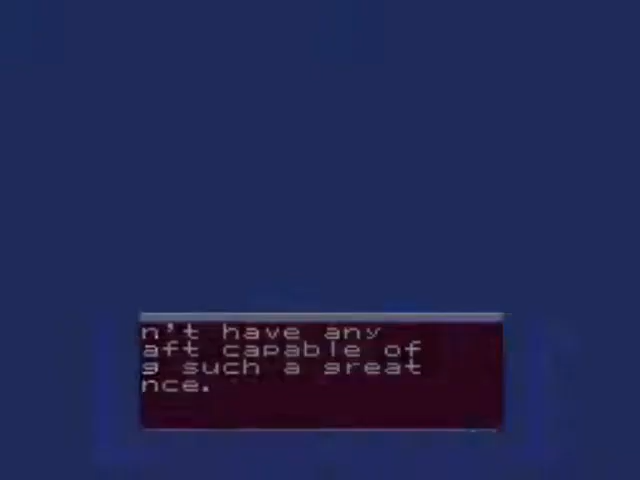 n't have any
aft capable of
g such a great
nce.